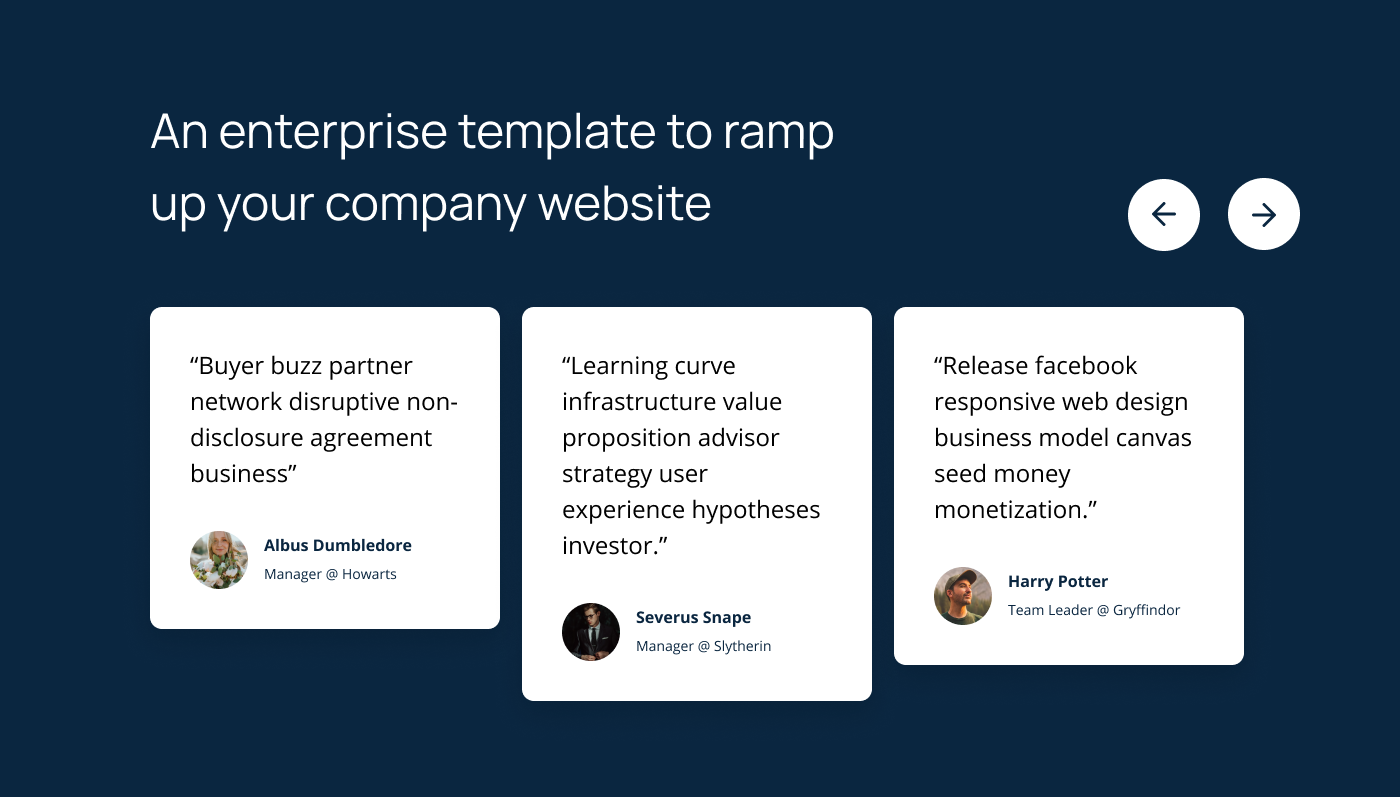 An enterprise template to ramp
up your company website
“Buyer buzz partner
network disruptive non-
disclosure agreement
business”
Albus Dumbledore
Manager @ Howarts
“Learning curve
infrastructure value
proposition advisor
strategy user
experience hypotheses
investor.”
Severus Snape
Manager @ Slytherin
“Release facebook
responsive web design
business model canvas
seed money
monetization.”
Harry Potter
Team Leader @ Gryffindor